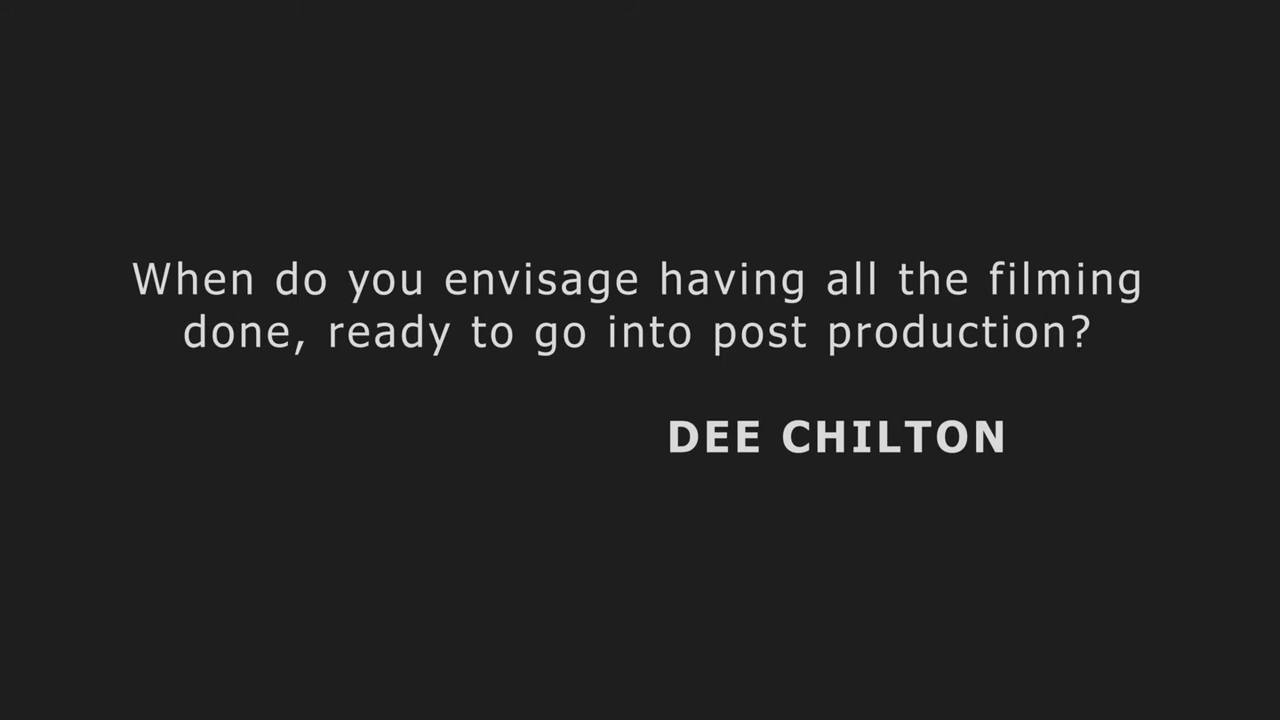 When do you envisage having all the filming
done, ready to go into post production?
DEE CHILTON